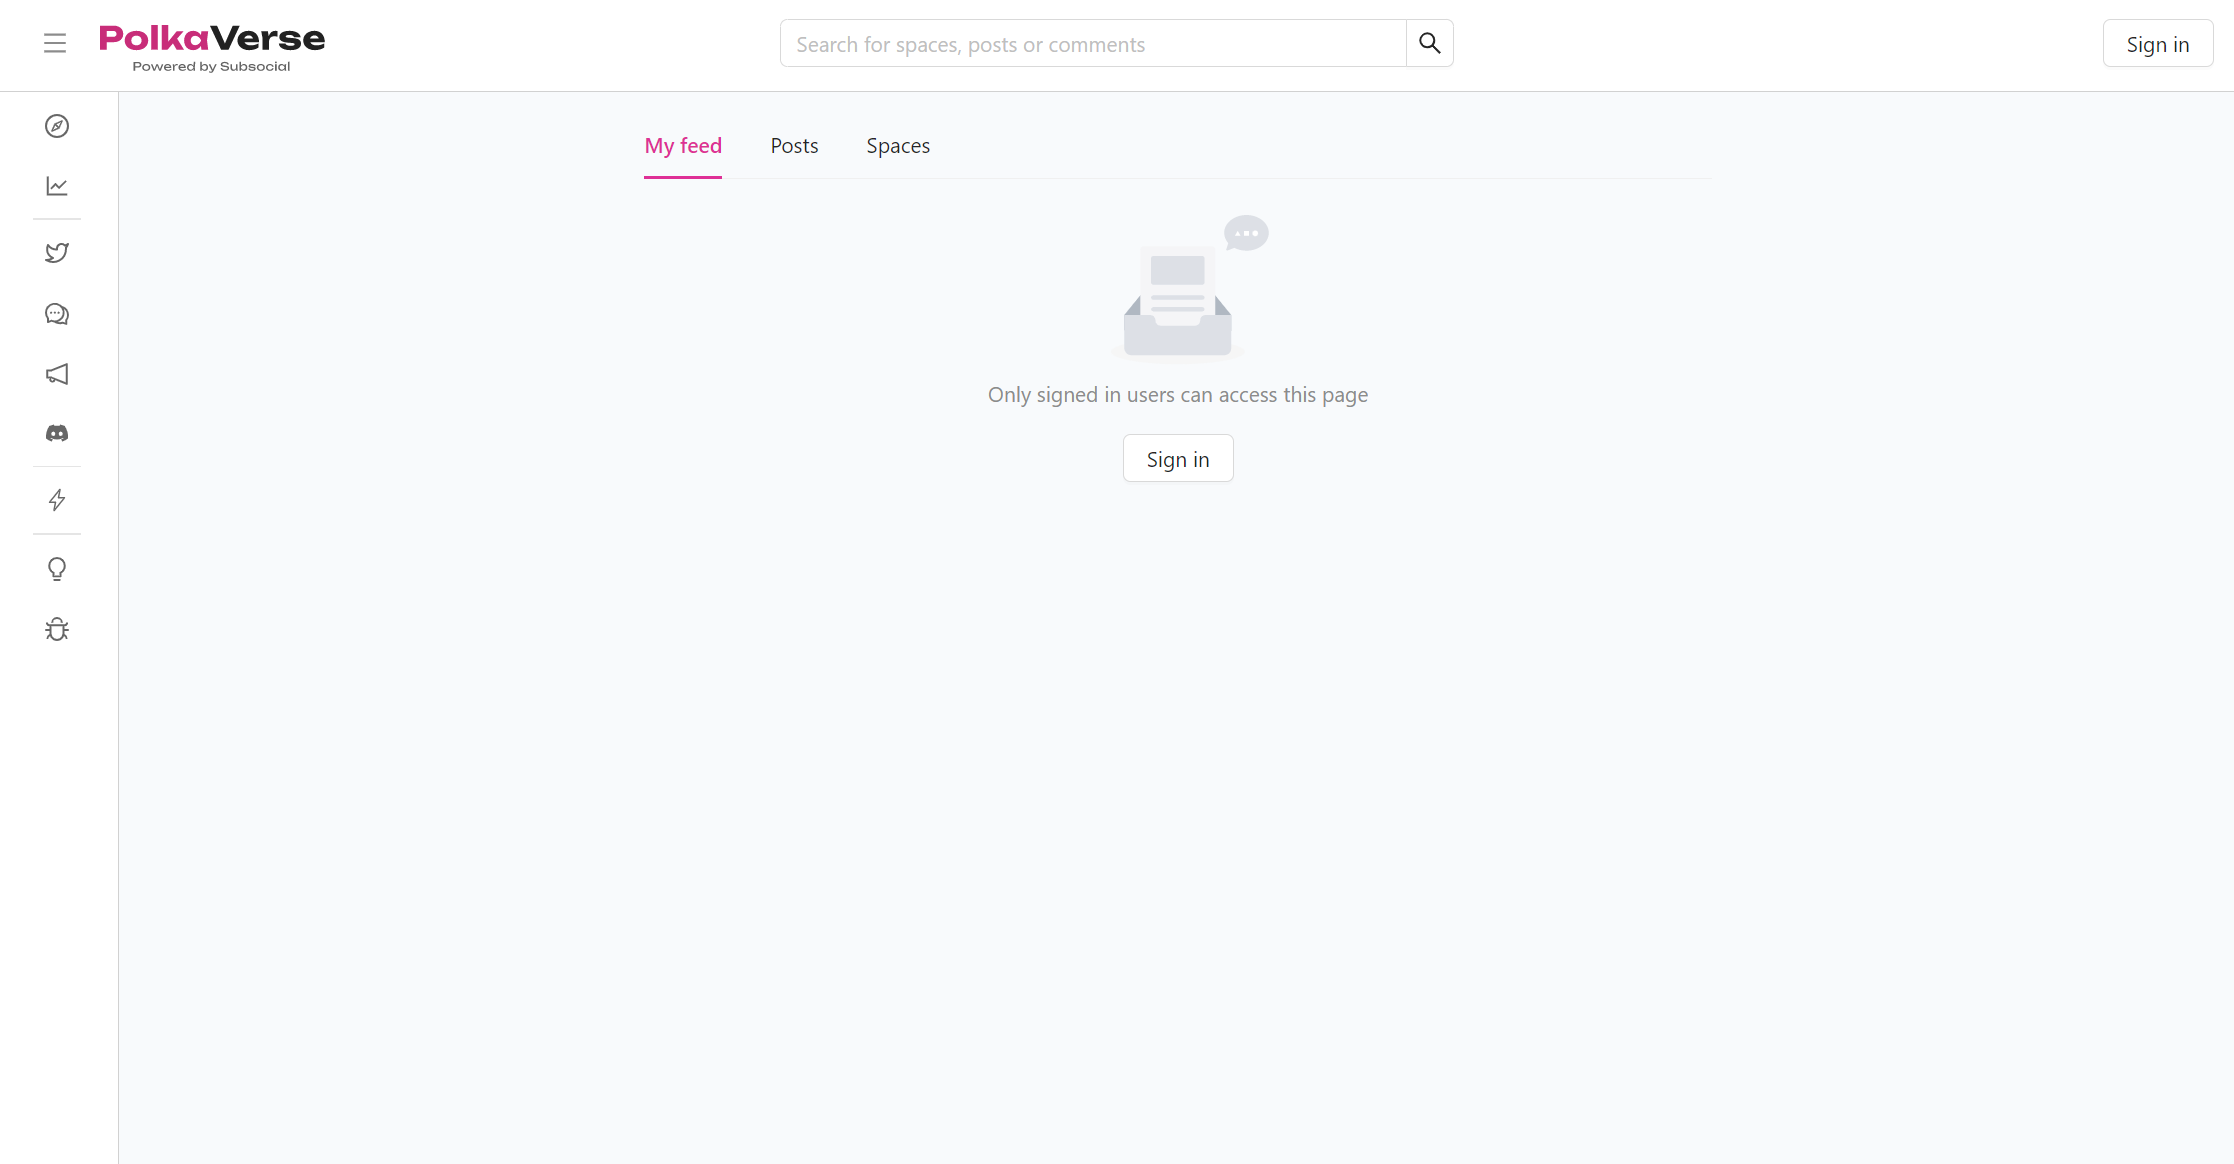 PolkaVerse
Powered by Subsocial
Search for spaces, posts or comments
Sign in
My feed
Posts
Spaces
Only signed in users can access this page
Sign in